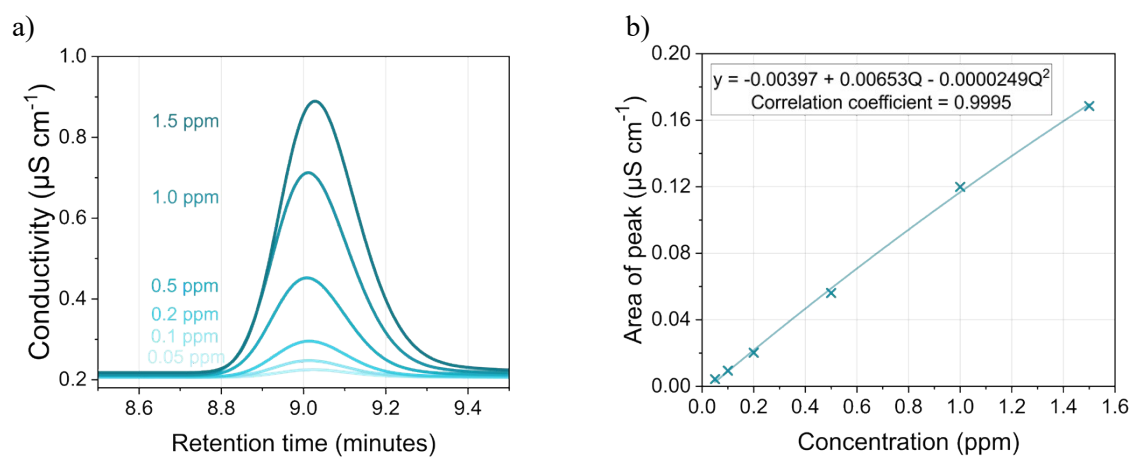 a)
1.0
0.8
0.6
0.4
0.2
Conductivity (µS cm⁻¹)
1.5 ppm
1.0 ppm
0.5 ppm
0.2 ppm
0.1 ppm
0.05 ppm
8.6 8.8 9.0 9.2 9.4
Retention time (minutes)
b)
0.20
0.16
0.12
0.08
0.04
0.00
Area of peak (µS cm⁻¹)
y = -0.00397 + 0.00653Q - 0.0000249Q²
Correlation coefficient = 0.9995
0.0 0.2 0.4 0.6 0.8 1.0 1.2 1.4 1.6
Concentration (ppm)